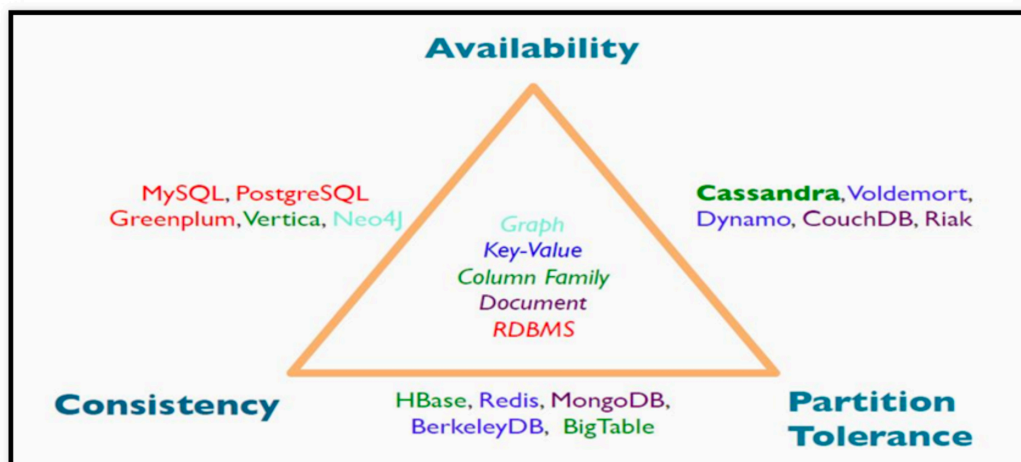 Availability
MySQL, PostgreSQL
Greenplum, Vertica, Neo4J
Cassandra, Voldemort,
Dynamo, CouchDB, Riak
Graph
Key-Value
Column Family
Document
RDBMS
Consistency
HBase, Redis, MongoDB,
BerkeleyDB, BigTable
Partition
Tolerance